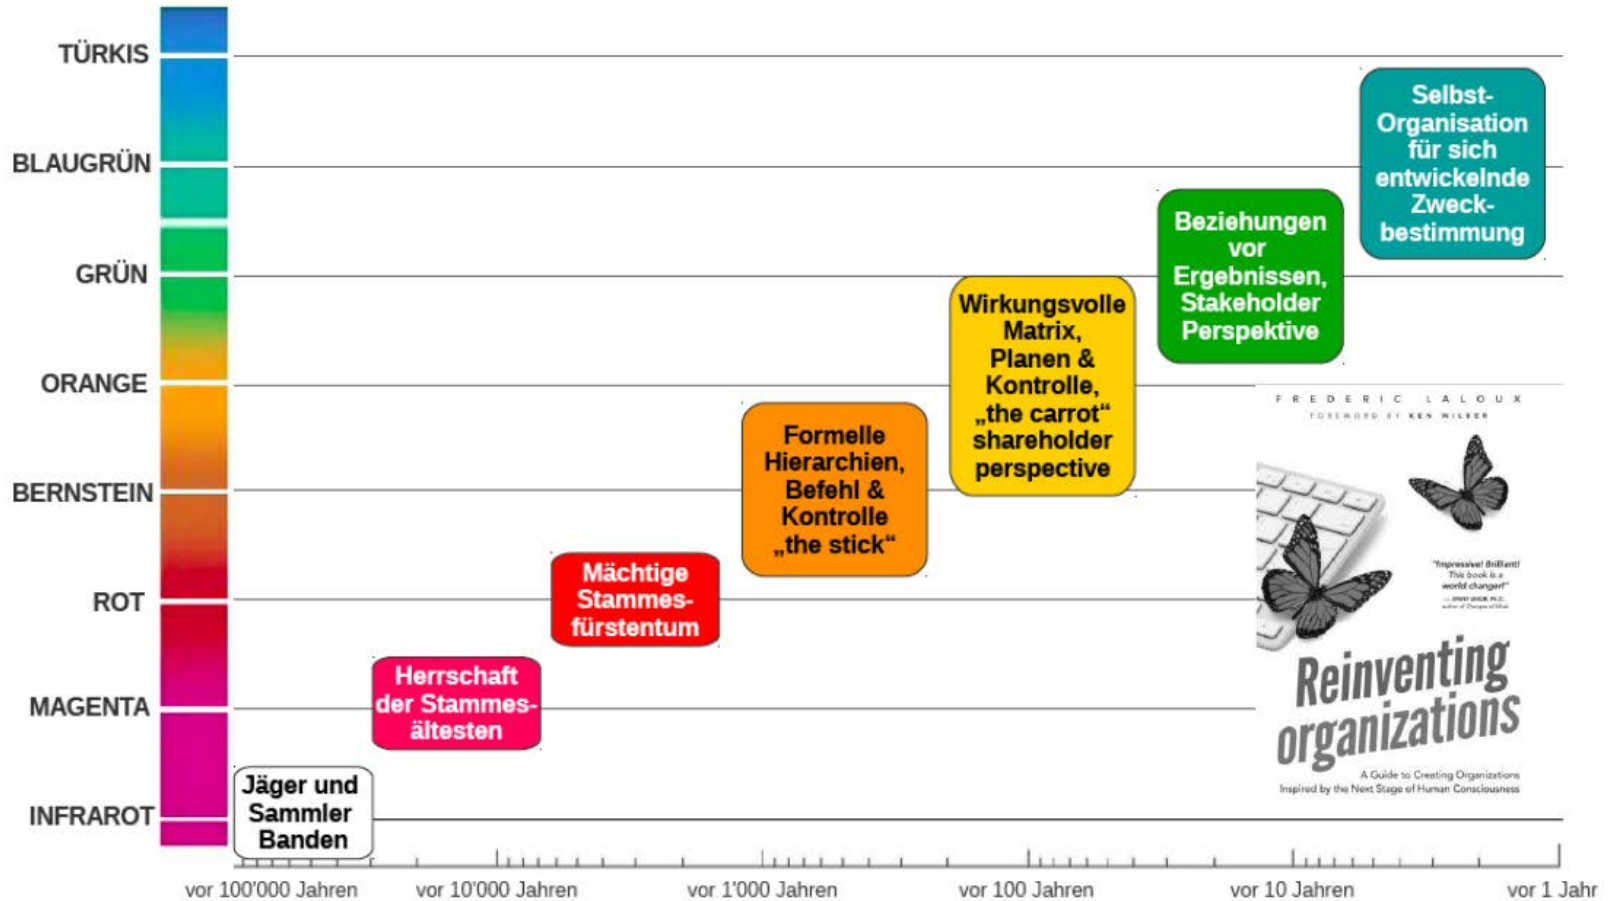 TÜRKIS
BLAUGRÜN
GRÜN
ORANGE
BERNSTEIN
ROT
MAGENTA
INFRAROT
Selbst-
Organisation
für sich
entwickelnde
Zweck-
bestimmung
Beziehungen
vor
Ergebnissen,
Stakeholder
Perspektive
Wirkungsvolle
Matrix,
Planen &
Kontrolle,
„the carrot“
shareholder
perspective
Formelle
Hierarchien,
Befehl &
Kontrolle
„the stick“
Mächtige
Stammes-
fürstentum
Herrschaft
der Stammes-
ältesten
Jäger und
Sammler
Banden
FREDERIC LALOUX
FOREWORD BY KEN WILBER
"Impressive! Brilliant!
This book is a
world changer!"
Reinventing
organizations
A Guide to Creating Organizations
Inspired by the Next Stage of Human Consciousness
vor 100'000 Jahren
vor 10'000 Jahren
vor 1'000 Jahren
vor 100 Jahren
vor 10 Jahren
vor 1 Jahr